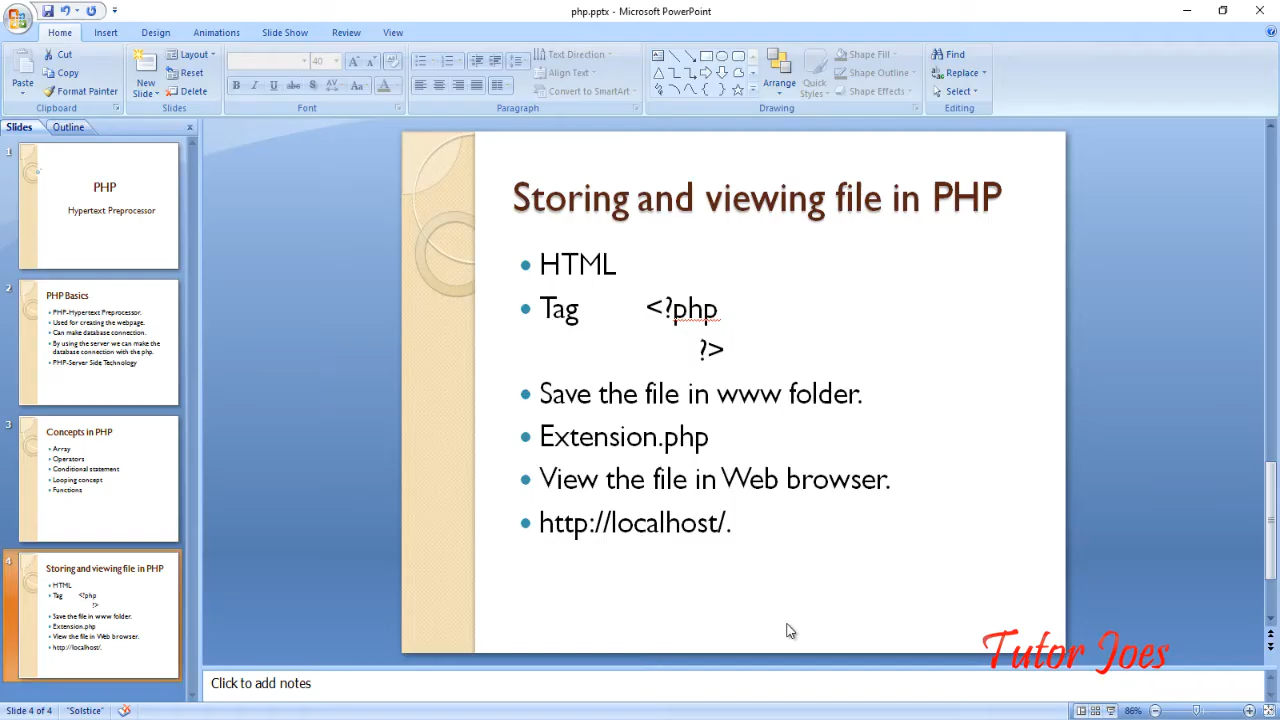 php.pptx - Microsoft PowerPoint
Home Insert Design Animations Slide Show Review View
Paste
Cut
Copy
Format Painter
Clipboard
New Slide
Layout
Reset
Delete
Slides
40
B I U abc AV Aa A
Font
Text Direction
Align Text
Convert to SmartArt
Paragraph
Arrange
Quick Styles
Shape Fill
Shape Outline
Shape Effects
Drawing
Find
Replace
Select
Editing
Slides Outline
1
PHP
Hypertext Preprocessor
2
PHP Basics
PHP-Hypertext Preprocessor.
Used for creating the webpage.
Can make database connection.
By using the server we can make the
database connection with the php.
PHP-Server Side Technology
3
Concepts in PHP
Array
Operators
Conditional statement
Looping concept
Functions
4
Storing and viewing file in PHP
HTML
Tag <?php
?>
Save the file in www folder.
Extension.php
View the file in Web browser.
http://localhost/.
Storing and viewing file in PHP
• HTML
• Tag <?php
?>
• Save the file in www folder.
• Extension.php
• View the file in Web browser.
• http://localhost/.
Tutor Joes
Click to add notes
Slide 4 of 4 "Solstice" 86%